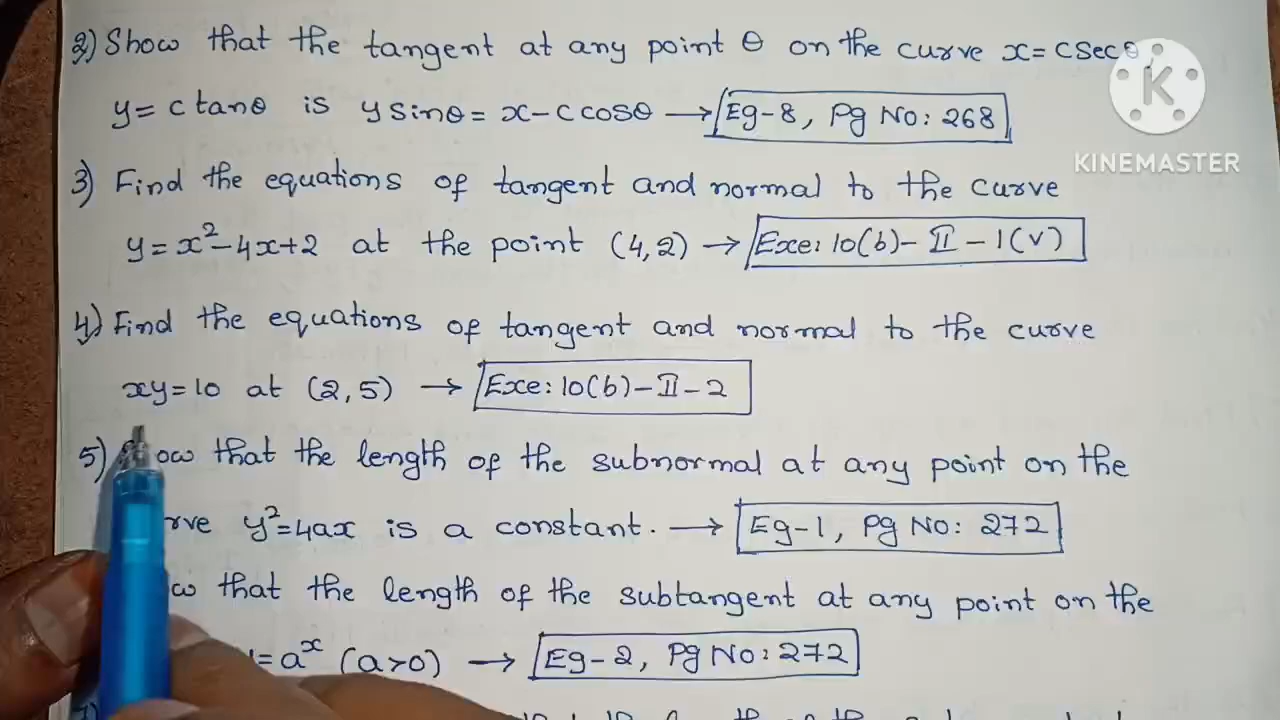 2) Show that the tangent at any point θ on the curve x = c secθ,
y = c tanθ is y sinθ = x - c cosθ → Eg-8, Pg No: 268
K
KINEMASTER
3) Find the equations of tangent and normal to the curve
y = x² - 4x + 2 at the point (4, 2) → Exe: 10(b) - II - 1(v)
4) Find the equations of tangent and normal to the curve
xy = 10 at (2, 5) → Exe: 10(b) - II - 2
5) Show that the length of the subnormal at any point on the
y² = 4ax is a constant. → Eg-1, Pg No: 272
that the length of the subtangent at any point on the
= aˣ (a>0) → Eg-2, Pg No: 272